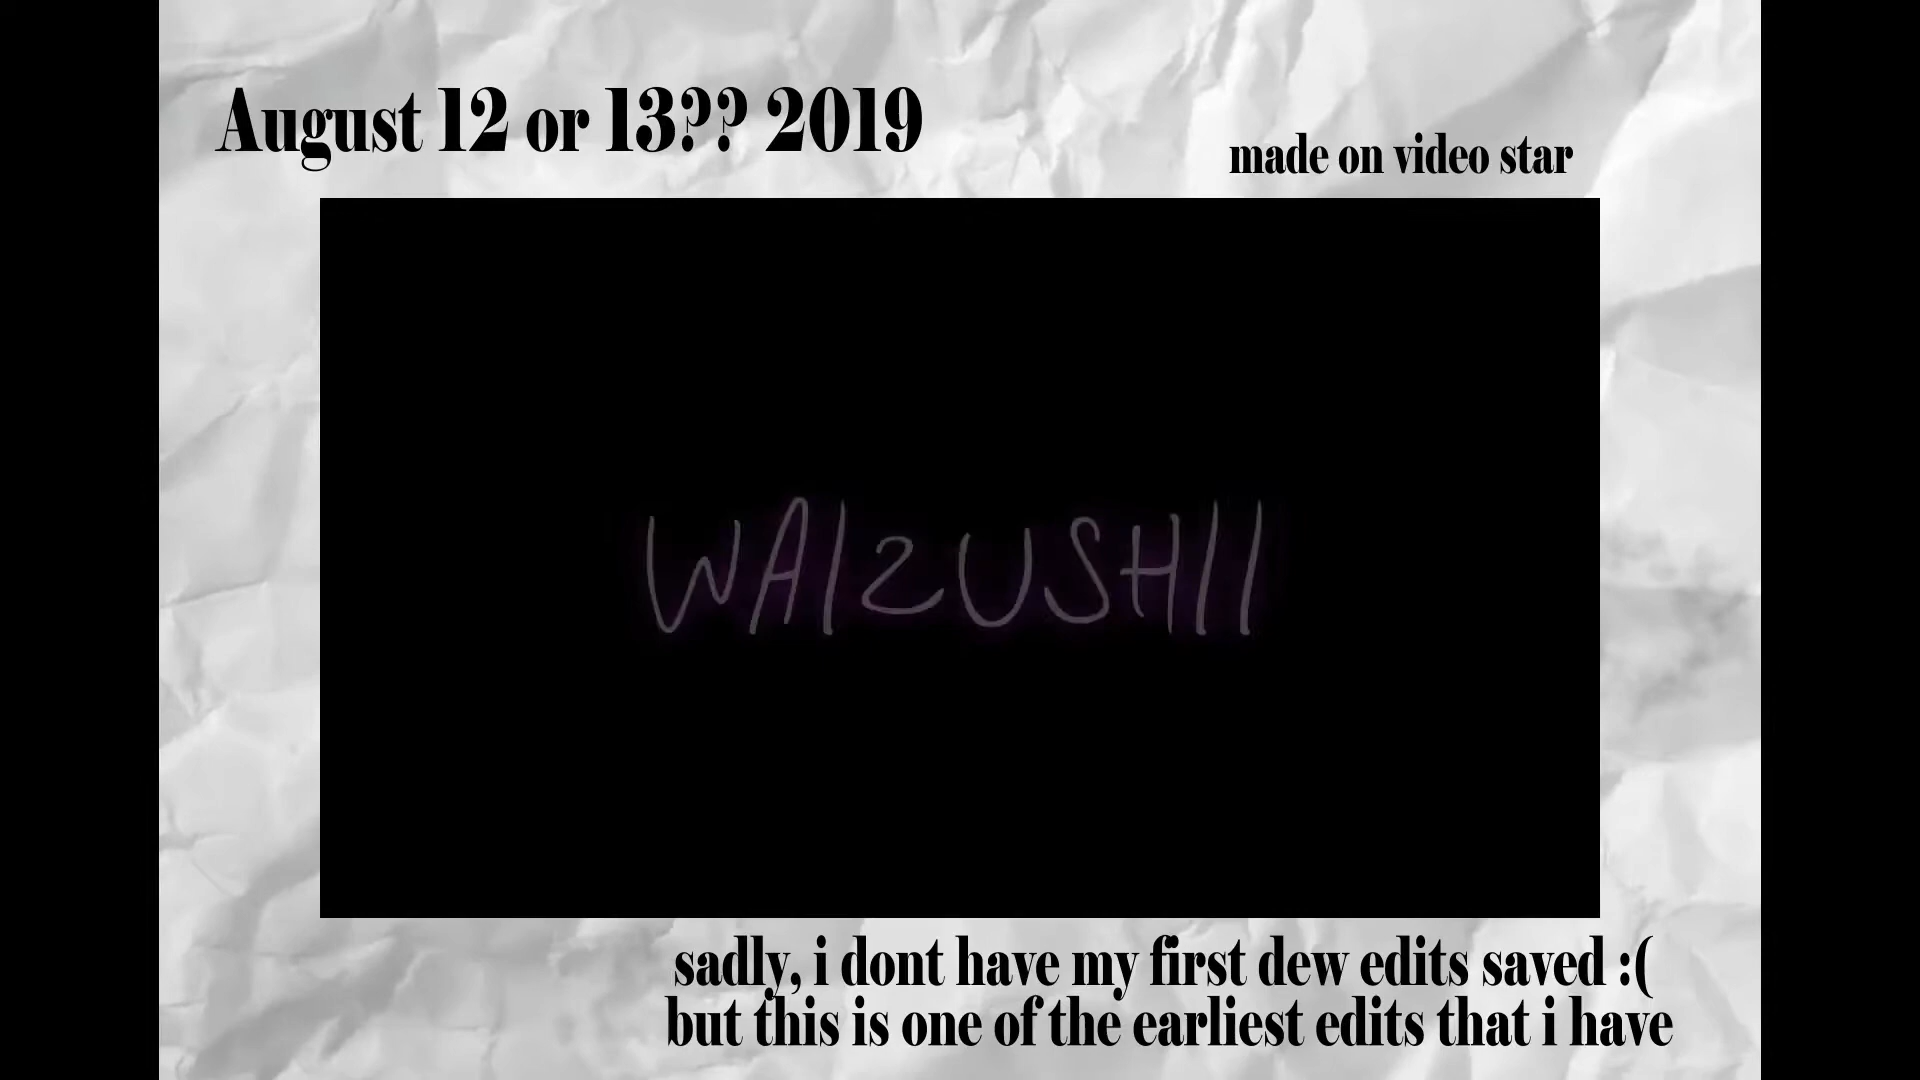 August 12 or 13?? 2019
made on video star
WAIZUSHII
sadly, i dont have my first dew edits saved :(
but this is one of the earliest edits that i have